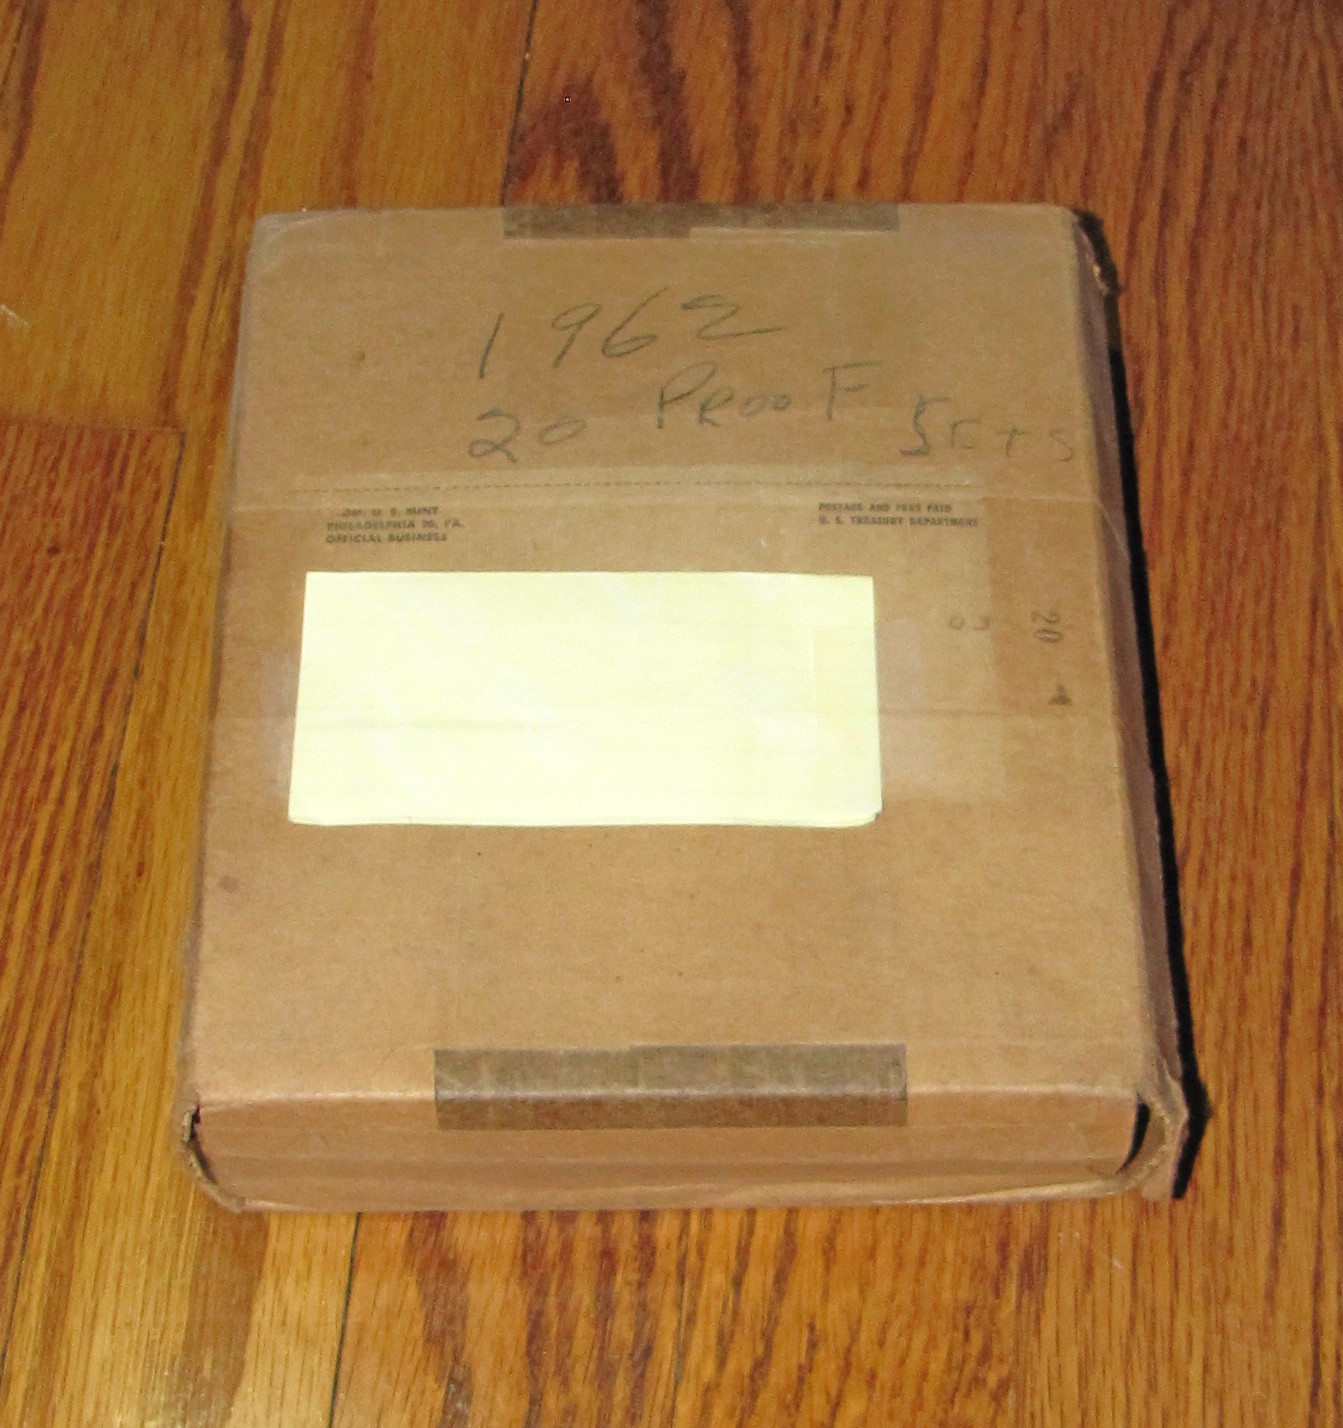 1962
20 PROOF SETS
U. S. MINT
PHILADELPHIA 30, PA.
OFFICIAL BUSINESS
POSTAGE AND FEES PAID
U. S. TREASURY DEPARTMENT
20